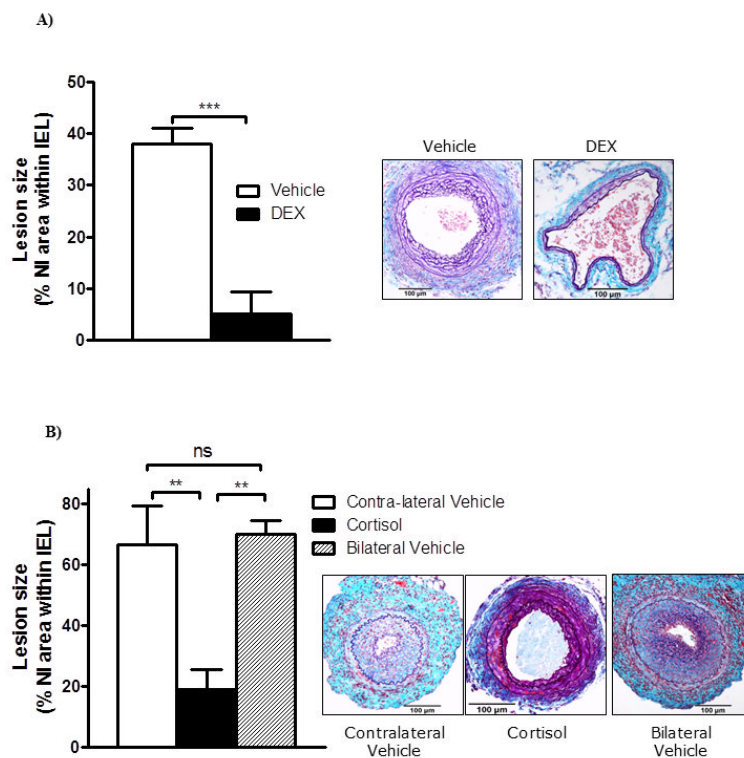 A)
50
40
30
20
10
0
Lesion size
(% NI area within IEL)
***
Vehicle
DEX
Vehicle
DEX
100 µm
100 µm
B)
80
60
40
20
0
Lesion size
(% NI area within IEL)
ns
**
**
Contra-lateral Vehicle
Cortisol
Bilateral Vehicle
100 µm
100 µm
100 µm
Contralateral
Vehicle
Cortisol
Bilateral
Vehicle